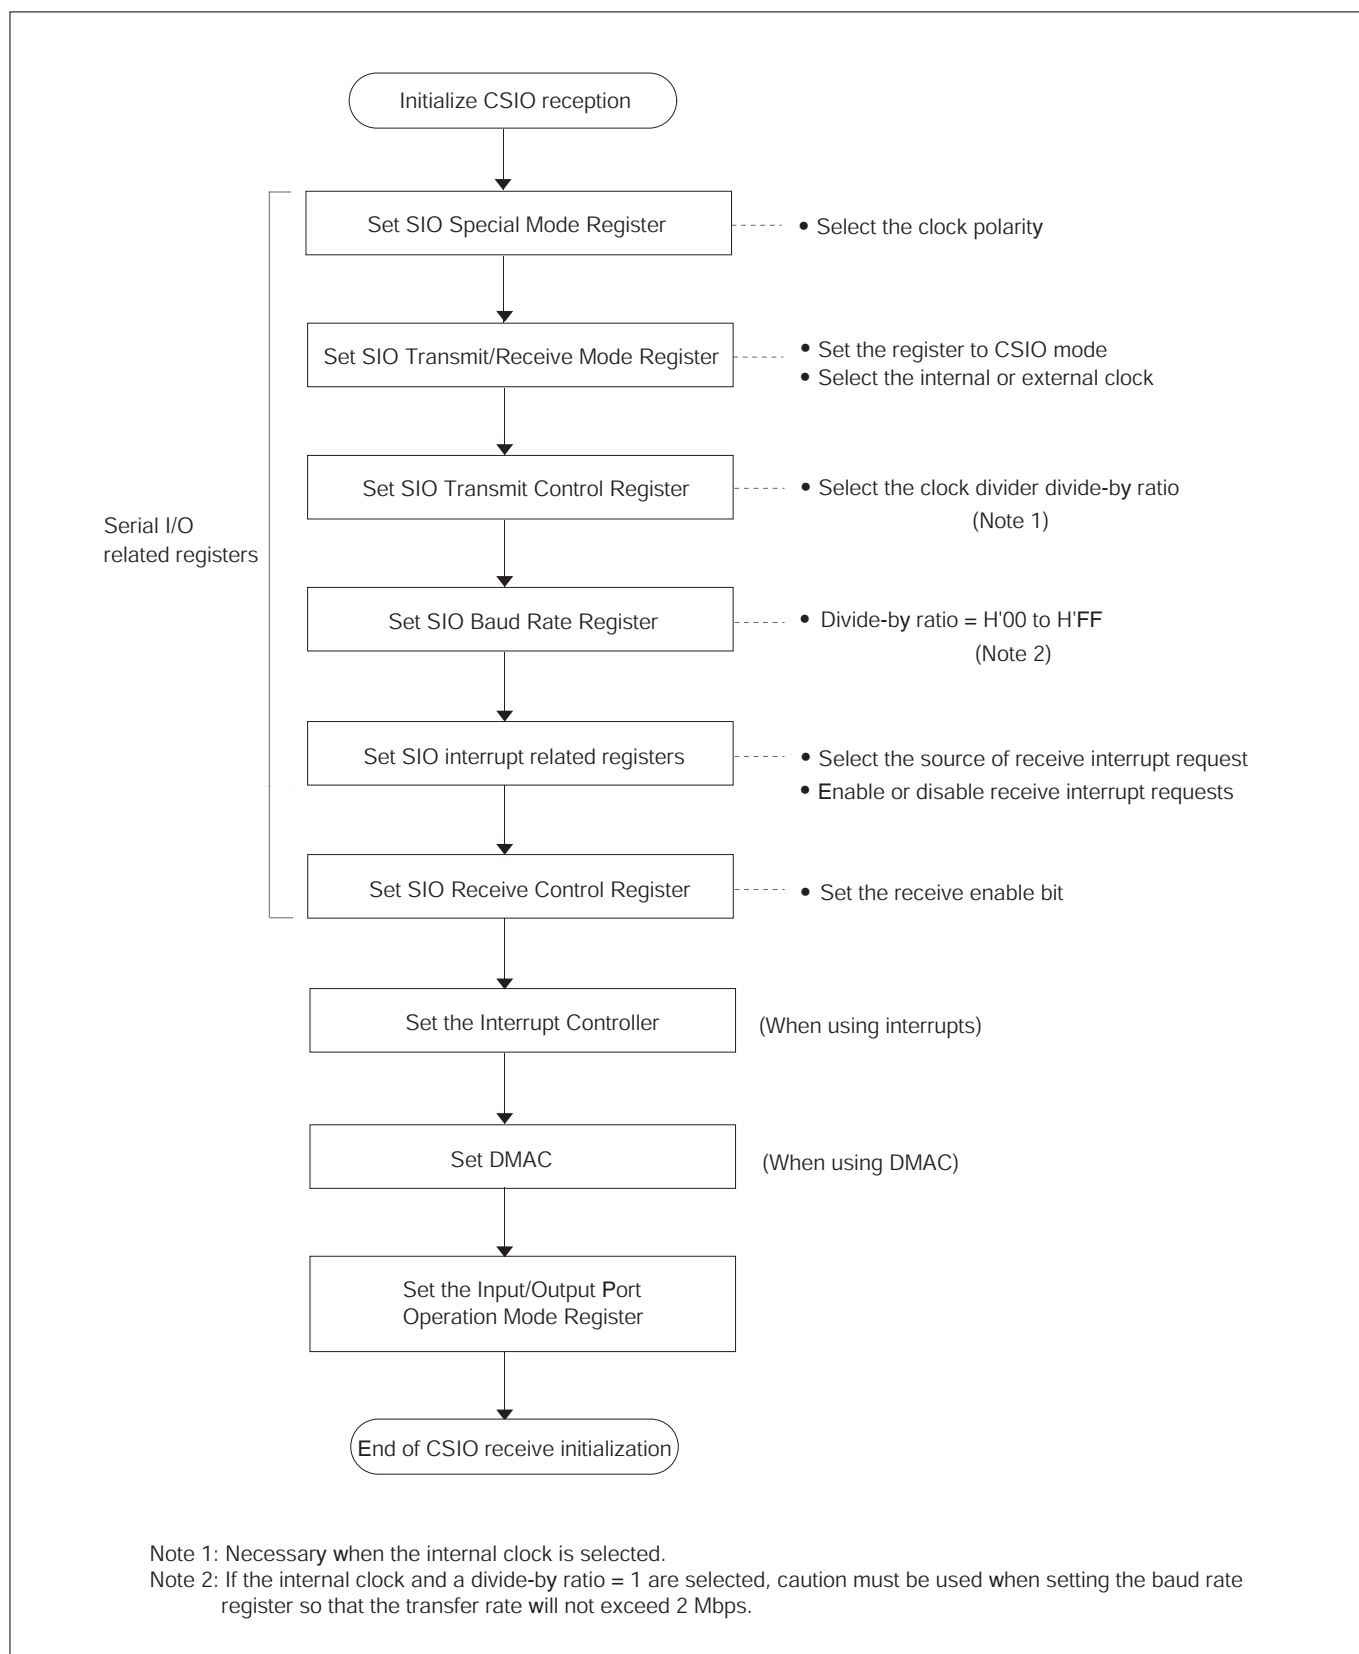 Initialize CSIO reception
Set SIO Special Mode Register
• Select the clock polarity
Set SIO Transmit/Receive Mode Register
• Set the register to CSIO mode
• Select the internal or external clock
Set SIO Transmit Control Register
• Select the clock divider divide-by ratio
(Note 1)
Serial I/O
related registers
Set SIO Baud Rate Register
• Divide-by ratio = H'00 to H'FF
(Note 2)
Set SIO interrupt related registers
• Select the source of receive interrupt request
• Enable or disable receive interrupt requests
Set SIO Receive Control Register
• Set the receive enable bit
Set the Interrupt Controller
(When using interrupts)
Set DMAC
(When using DMAC)
Set the Input/Output Port
Operation Mode Register
End of CSIO receive initialization
Note 1: Necessary when the internal clock is selected.
Note 2: If the internal clock and a divide-by ratio = 1 are selected, caution must be used when setting the baud rate
register so that the transfer rate will not exceed 2 Mbps.